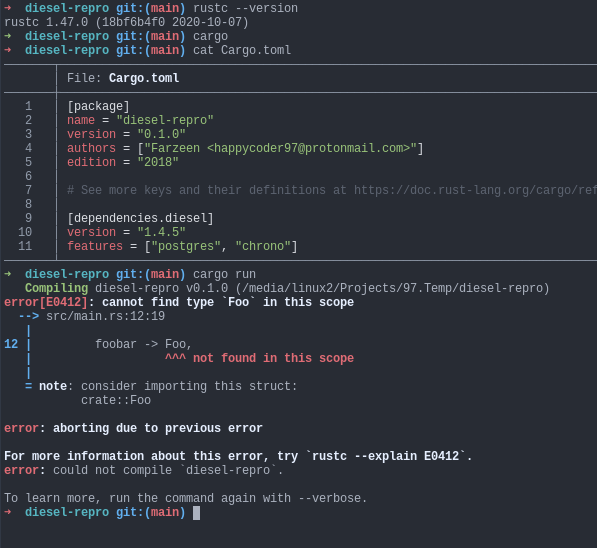 ➜ diesel-repro git:(main) rustc --version
rustc 1.47.0 (18bf6b4f0 2020-10-07)
➜ diesel-repro git:(main) cargo
➜ diesel-repro git:(main) cat Cargo.toml
File: Cargo.toml
1 [package]
2 name = "diesel-repro"
3 version = "0.1.0"
4 authors = ["Farzeen <happycoder97@protonmail.com>"]
5 edition = "2018"
6
7 # See more keys and their definitions at https://doc.rust-lang.org/cargo/ref
8
9 [dependencies.diesel]
10 version = "1.4.5"
11 features = ["postgres", "chrono"]
➜ diesel-repro git:(main) cargo run
Compiling diesel-repro v0.1.0 (/media/linux2/Projects/97.Temp/diesel-repro)
error[E0412]: cannot find type `Foo` in this scope
--> src/main.rs:12:19
|
12 | foobar -> Foo,
| ^^^ not found in this scope
|
= note: consider importing this struct:
crate::Foo
error: aborting due to previous error
For more information about this error, try `rustc --explain E0412`.
error: could not compile `diesel-repro`.
To learn more, run the command again with --verbose.
➜ diesel-repro git:(main)